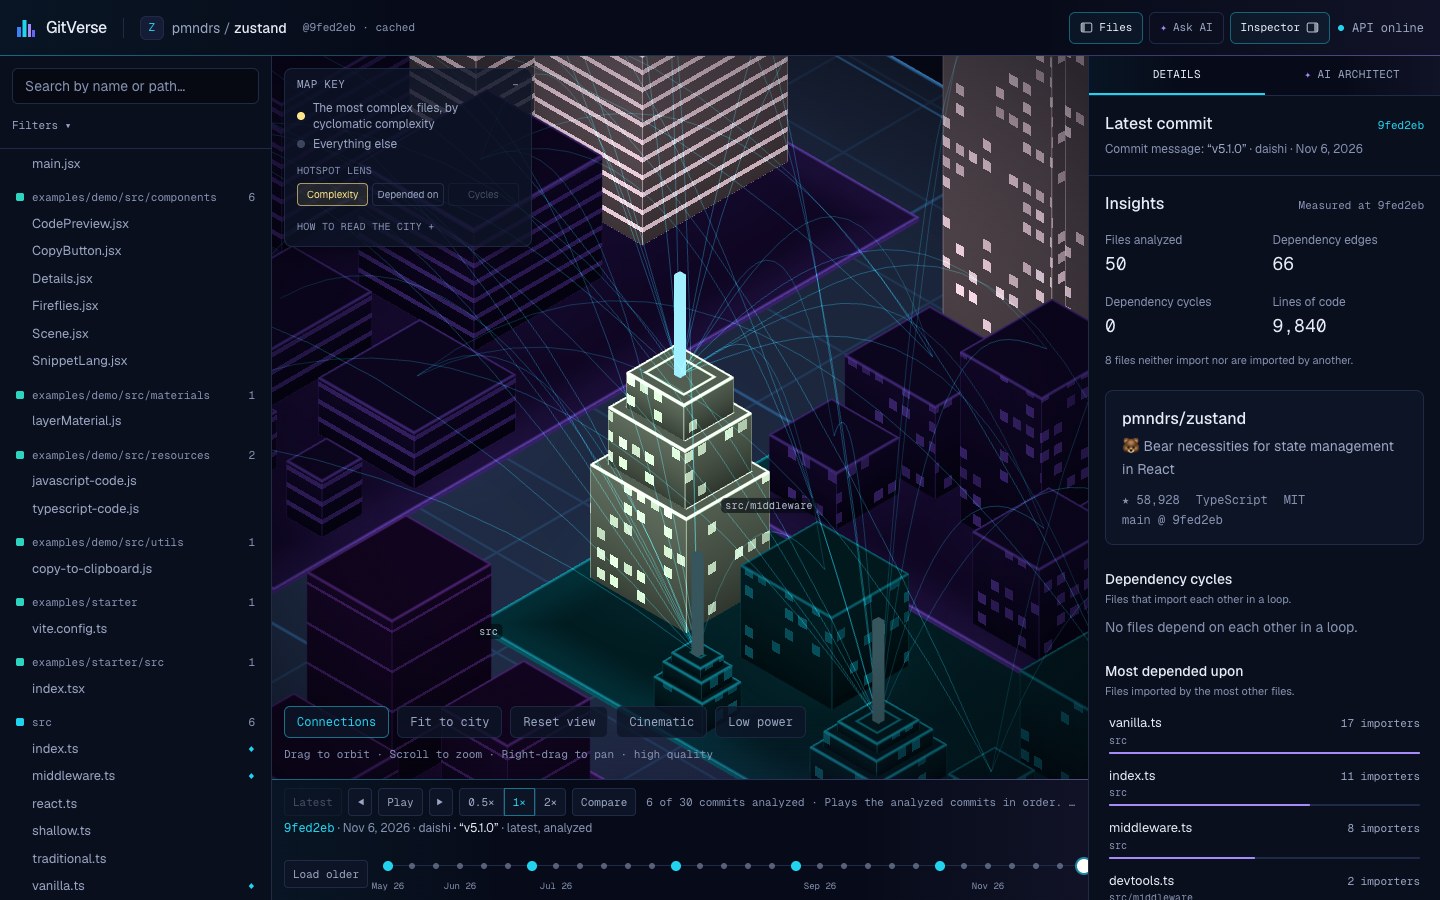 GitVerse
Z
pmndrs / zustand
@9fed2eb · cached
Files
✦ Ask AI
Inspector
API online
Search by name or path…
Filters ▾
main.jsx
examples/demo/src/components 6
CodePreview.jsx
CopyButton.jsx
Details.jsx
Fireflies.jsx
Scene.jsx
SnippetLang.jsx
examples/demo/src/materials 1
layerMaterial.js
examples/demo/src/resources 2
javascript-code.js
typescript-code.js
examples/demo/src/utils 1
copy-to-clipboard.js
examples/starter 1
vite.config.ts
examples/starter/src 1
index.tsx
src 6
index.ts ♦
middleware.ts ♦
react.ts
shallow.ts
traditional.ts
vanilla.ts ♦
MAP KEY –
The most complex files, by
cyclomatic complexity
Everything else
HOTSPOT LENS
Complexity Depended on Cycles
HOW TO READ THE CITY +
src/middleware
src
Connections Fit to city Reset view Cinematic Low power
Drag to orbit · Scroll to zoom · Right-drag to pan · high quality
Latest ◄ Play ► 0.5× 1× 2× Compare 6 of 30 commits analyzed · Plays the analyzed commits in order. …
9fed2eb · Nov 6, 2026 · daishi · “v5.1.0” · latest, analyzed
Load older
May 26 Jun 26 Jul 26 Sep 26 Nov 26
DETAILS ✦ AI ARCHITECT
Latest commit 9fed2eb
Commit message: “v5.1.0” · daishi · Nov 6, 2026
Insights Measured at 9fed2eb
Files analyzed Dependency edges
50 66
Dependency cycles Lines of code
0 9,840
8 files neither import nor are imported by another.
pmndrs/zustand
🐻 Bear necessities for state management
in React
★ 58,928 TypeScript MIT
main @ 9fed2eb
Dependency cycles
Files that import each other in a loop.
No files depend on each other in a loop.
Most depended upon
Files imported by the most other files.
vanilla.ts 17 importers
src
index.ts 11 importers
src
middleware.ts 8 importers
src
devtools.ts 2 importers
src/middleware